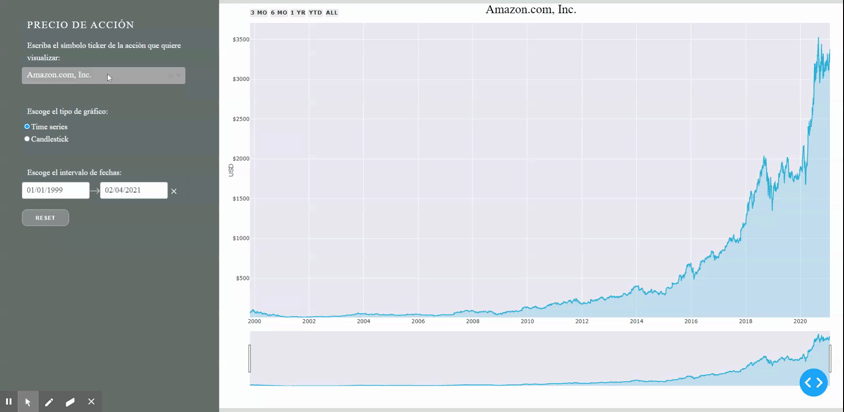 PRECIO DE ACCIÓN
Escriba el símbolo ticker de la acción que quiere
visualizar:
Amazon.com, Inc.
Escoge el tipo de gráfico:
Time series
Candlestick
Escoge el intervalo de fechas:
01/01/1999 → 02/04/2021 ×
RESET
3 MO 6 MO 1 YR YTD ALL
Amazon.com, Inc.
USD
$3500
$3000
$2500
$2000
$1500
$1000
$500
2000 2002 2004 2006 2008 2010 2012 2014 2016 2018 2020